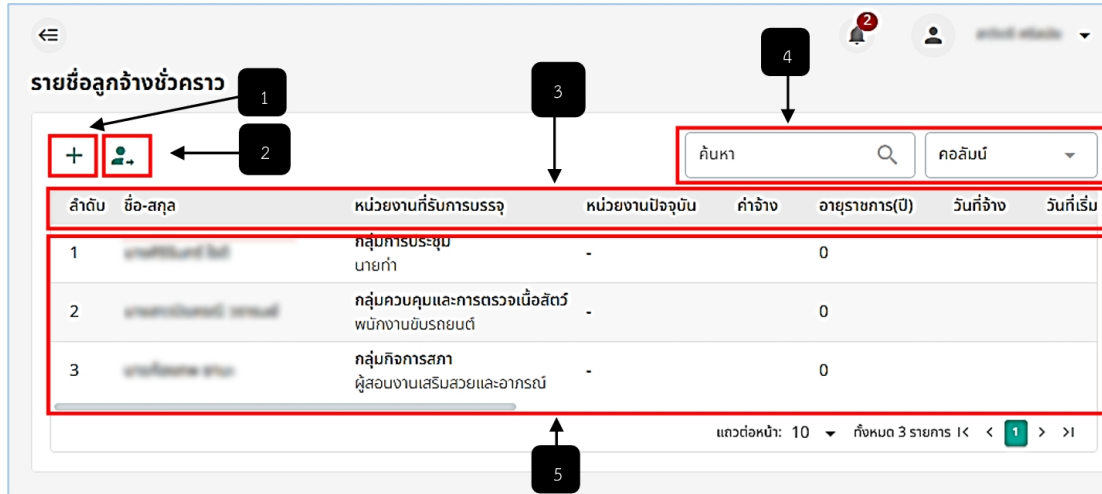 2
4
รายชื่อลูกจ้างชั่วคราว
1
3
2
ค้นหา
คอลัมน์
ลำดับ ชื่อ-สกุล หน่วยงานที่รับการบรรจุ หน่วยงานปัจจุบัน ค่าจ้าง อายุราชการ(ปี) วันที่จ้าง วันที่เริ่ม
1 กลุ่มการประชุม - 0
นายท่า
2 กลุ่มควบคุมและการตรวจเนื้อสัตว์ - 0
พนักงานขับรถยนต์
3 กลุ่มกิจการสภา - 0
ผู้สอนงานเสริมสวยและอาภรณ์
แถวต่อหน้า: 10 ทั้งหมด 3 รายการ 1
5